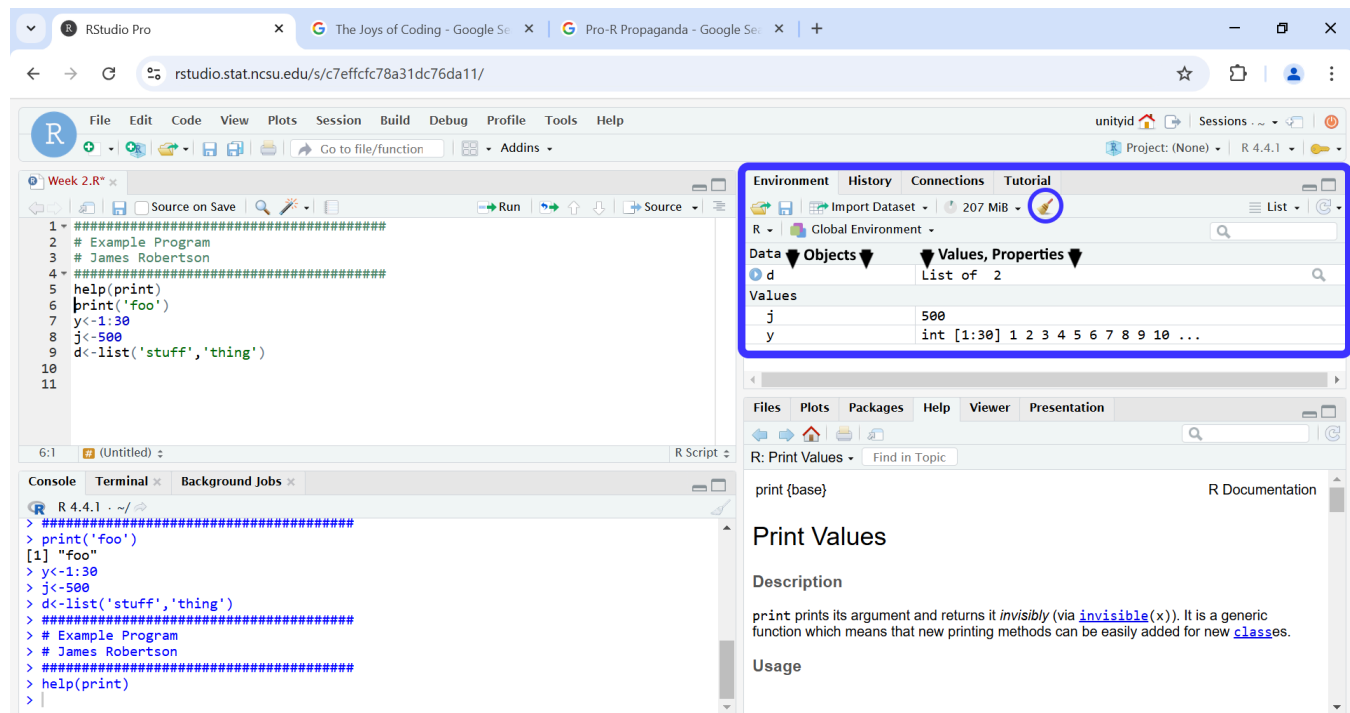 RStudio Pro
The Joys of Coding - Google Se
Pro-R Propaganda - Google Sea
rstudio.stat.ncsu.edu/s/c7effcfc78a31dc76da11/
File Edit Code View Plots Session Build Debug Profile Tools Help
unityid Sessions . ~
Go to file/function Addins
Project: (None) R 4.4.1
Week 2.R*
Source on Save Run Source
1 #######################################
2 # Example Program
3 # James Robertson
4 #######################################
5 help(print)
6 print('foo')
7 y<-1:30
8 j<-500
9 d<-list('stuff','thing')
10
11
6:1 # (Untitled) R Script
Console Terminal Background Jobs
R 4.4.1 · ~/
> #######################################
> print('foo')
[1] "foo"
> y<-1:30
> j<-500
> d<-list('stuff','thing')
> #######################################
> # Example Program
> # James Robertson
> #######################################
> help(print)
>
Environment History Connections Tutorial
Import Dataset 207 MiB List
R Global Environment
Data Objects Values, Properties
d List of 2
Values
j 500
y int [1:30] 1 2 3 4 5 6 7 8 9 10 ...
Files Plots Packages Help Viewer Presentation
R: Print Values Find in Topic
print {base} R Documentation
Print Values
Description
print prints its argument and returns it invisibly (via invisible(x)). It is a generic
function which means that new printing methods can be easily added for new classes.
Usage